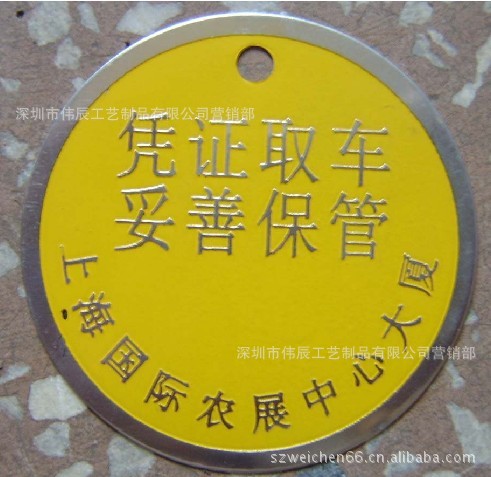 深圳市伟辰工艺制品有限公司营销部
凭证取车
妥善保管
上海国际农展中心大厦
深圳市伟辰工艺制品有限公司营销部
szweichen66.cn.alibaba.com